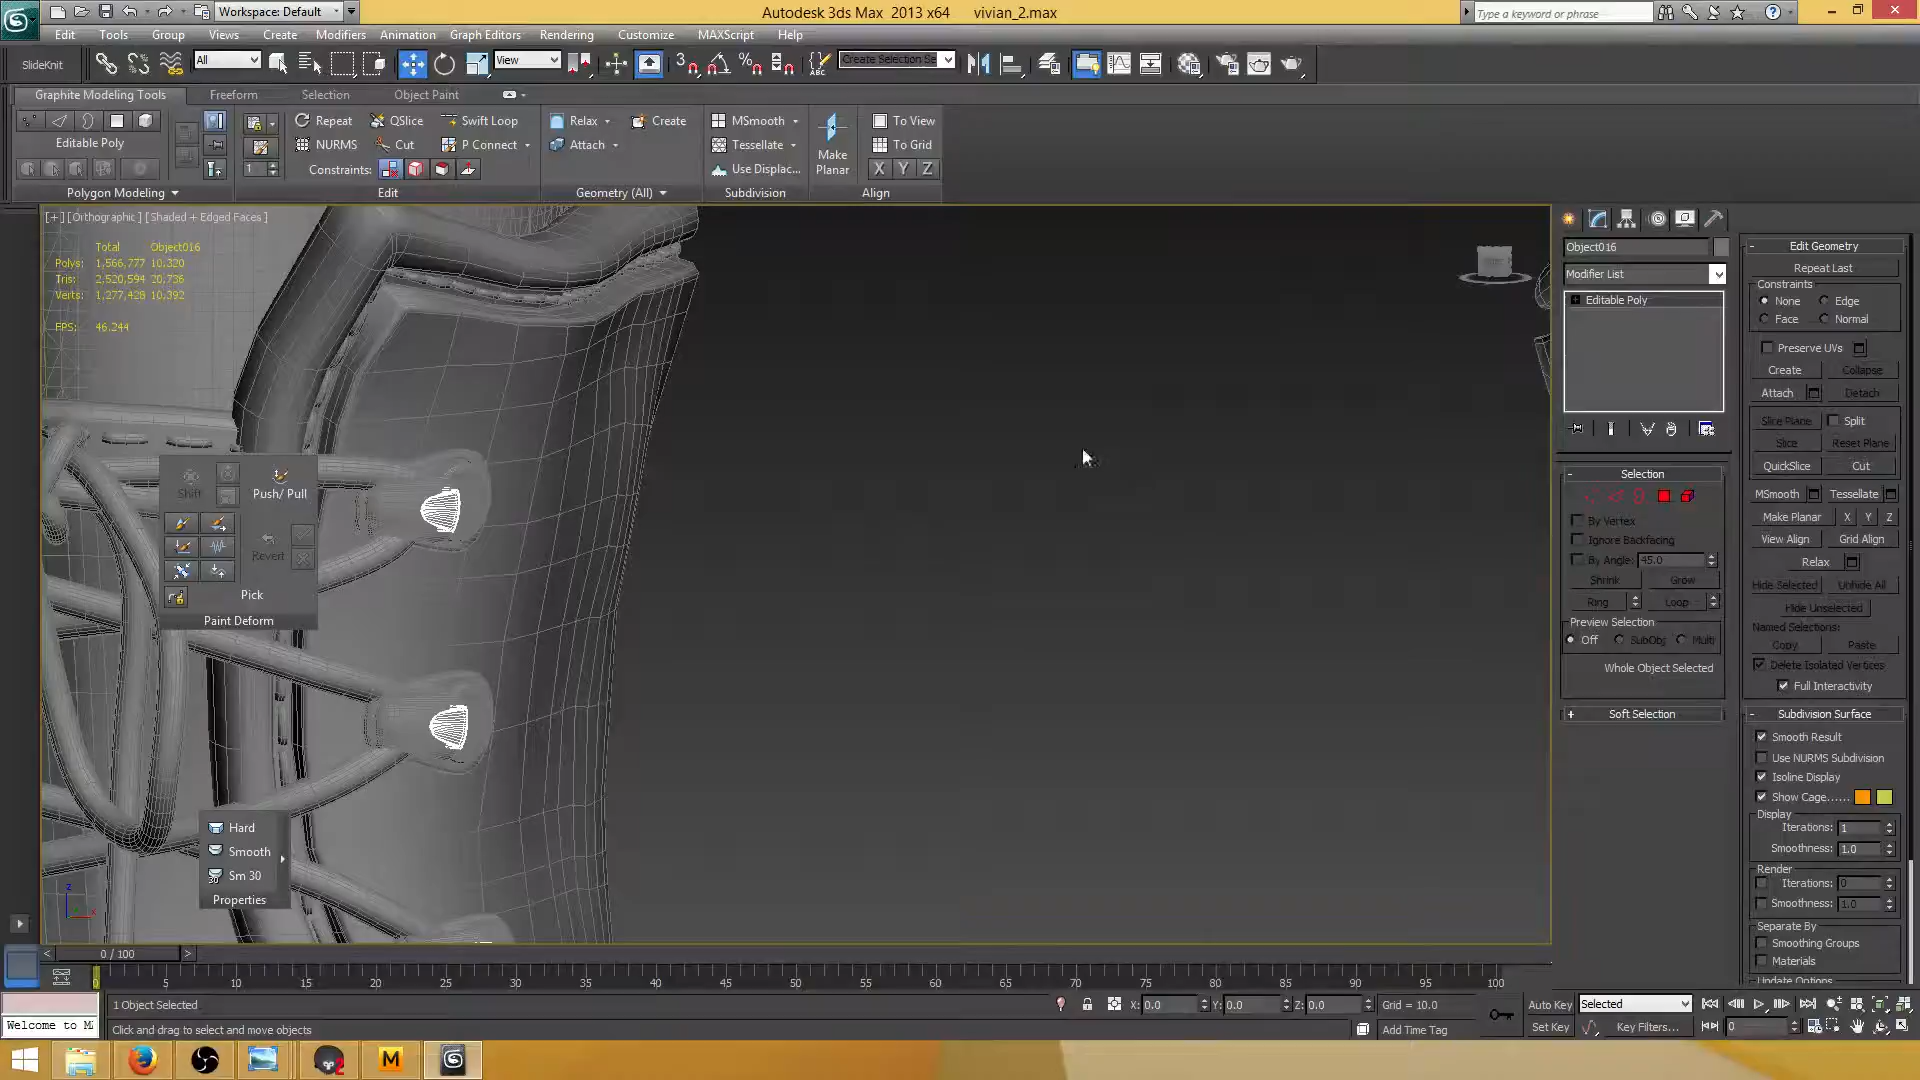 Workspace: Default
Autodesk 3ds Max 2013 x64 vivian_2.max
Type a keyword or phrase
Edit Tools Group Views Create Modifiers Animation Graph Editors Rendering Customize MAXScript Help
SlideKnit
All
View
Create Selection Se
Graphite Modeling Tools Freeform Selection Object Paint
Repeat QSlice Swift Loop Relax Create MSmooth To View
Editable Poly NURMS Cut P Connect Attach Tessellate Make Planar To Grid
Constraints: Use Displac... X Y Z
1
Polygon Modeling Edit Geometry (All) Subdivision Align
[+] [Orthographic] [Shaded + Edged Faces]
Total Object016
Polys: 1,566,777 10,320
Tris: 2,520,594 20,736
Verts: 1,277,428 10,392
FPS: 46.244
Shift Push/ Pull
Revert
Pick
Paint Deform
Hard
Smooth
Sm 30
Properties
Object016
Modifier List
Editable Poly
Selection
By Vertex
Ignore Backfacing
By Angle: 45.0
Shrink Grow
Ring Loop
Preview Selection
Off SubObj Multi
Whole Object Selected
Soft Selection
Edit Geometry
Repeat Last
Constraints
None Edge
Face Normal
Preserve UVs
Create Collapse
Attach Detach
Slice Plane Split
Slice Reset Plane
QuickSlice Cut
MSmooth Tessellate
Make Planar X Y Z
View Align Grid Align
Relax
Hide Selected Unhide All
Hide Unselected
Named Selections:
Copy Paste
Delete Isolated Vertices
Full Interactivity
Subdivision Surface
Smooth Result
Use NURMS Subdivision
Isoline Display
Show Cage......
Display
Iterations: 1
Smoothness: 1.0
Render
Iterations: 0
Smoothness: 1.0
Separate By
Smoothing Groups
Materials
Update Options
0 / 100
0 5 10 15 20 25 30 35 40 45 50 55 60 65 70 75 80 85 90 95 100
1 Object Selected
X: 0.0 Y: 0.0 Z: 0.0 Grid = 10.0 Auto Key Selected
Welcome to M
Click and drag to select and move objects
Add Time Tag Set Key Key Filters... 0